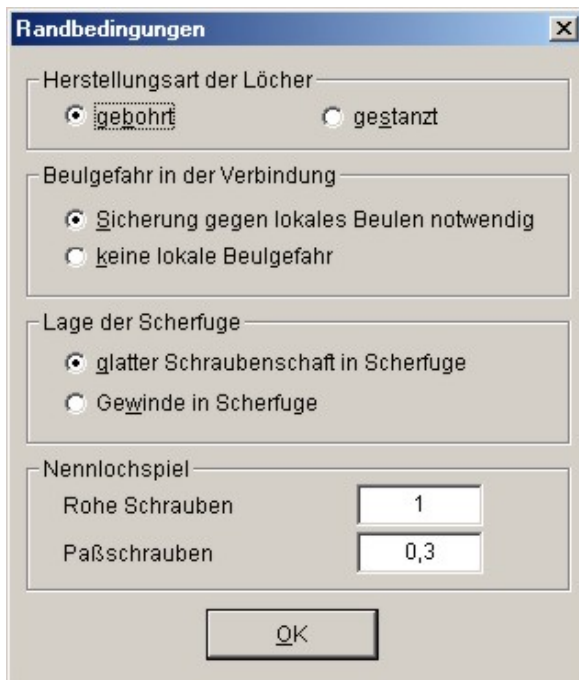 Randbedingungen
Herstellungsart der Löcher
gebohrt gestanzt
Beulgefahr in der Verbindung
Sicherung gegen lokales Beulen notwendig
keine lokale Beulgefahr
Lage der Scherfuge
glatter Schraubenschaft in Scherfuge
Gewinde in Scherfuge
Nennlochspiel
Rohe Schrauben 1
Paßschrauben 0,3
OK